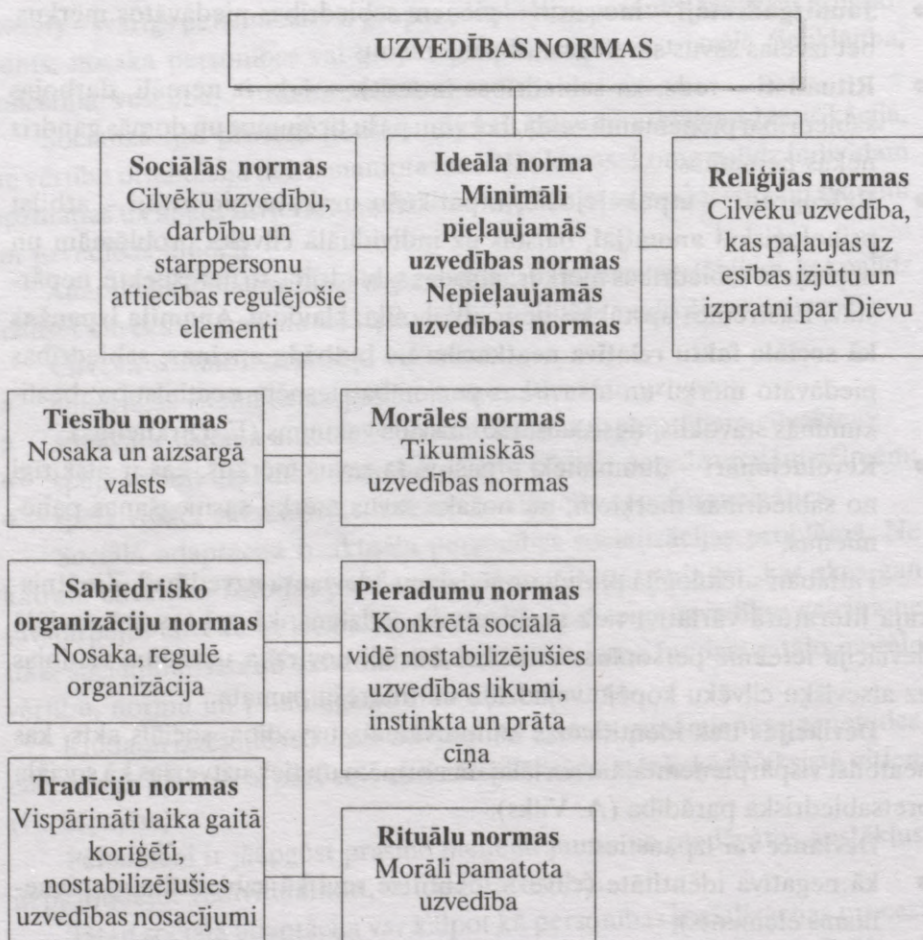 UZVEDĪBAS NORMAS
Sociālās normas
Cilvēku uzvedību,
darbību un
starppersonu
attiecības regulējošie
elementi
Ideāla norma
Minimāli
pieļaujamās
uzvedības normas
Nepieļaujamās
uzvedības normas
Reliģijas normas
Cilvēku uzvedība,
kas paļaujas uz
esības izjūtu un
izpratni par Dievu
Tiesību normas
Nosaka un aizsargā
valsts
Morāles normas
Tikumiskās
uzvedības normas
Sabiedrisko
organizāciju normas
Nosaka, regulē
organizācija
Pieradumu normas
Konkrētā sociālā
vidē nostabilizējušies
uzvedības likumi,
instinkta un prāta
cīņa
Tradīciju normas
Vispārināti laika gaitā
koriģēti,
nostabilizējušies
uzvedības nosacījumi
Rituālu normas
Morāli pamatota
uzvedība